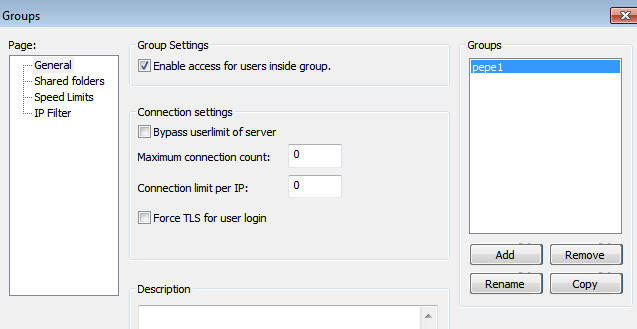 Groups
Page:
General
Shared folders
Speed Limits
IP Filter
Group Settings
Enable access for users inside group.
Connection settings
Bypass userlimit of server
Maximum connection count:
0
Connection limit per IP:
0
Force TLS for user login
Description
Groups
pepe1
Add
Remove
Rename
Copy